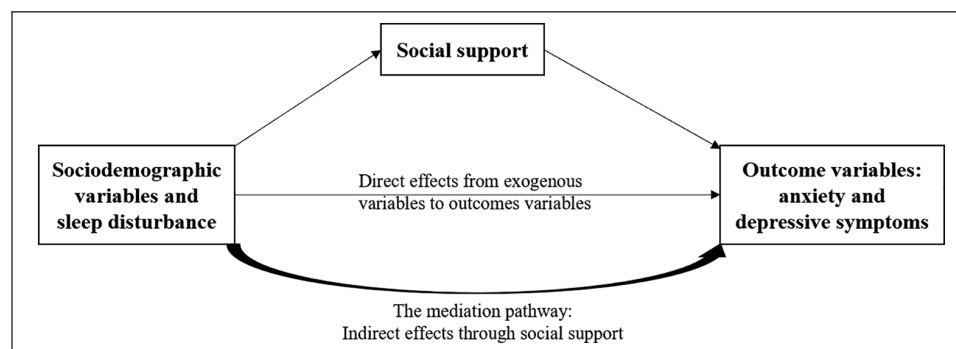 Social support
Sociodemographic
variables and
sleep disturbance
Direct effects from exogenous
variables to outcomes variables
Outcome variables:
anxiety and
depressive symptoms
The mediation pathway:
Indirect effects through social support